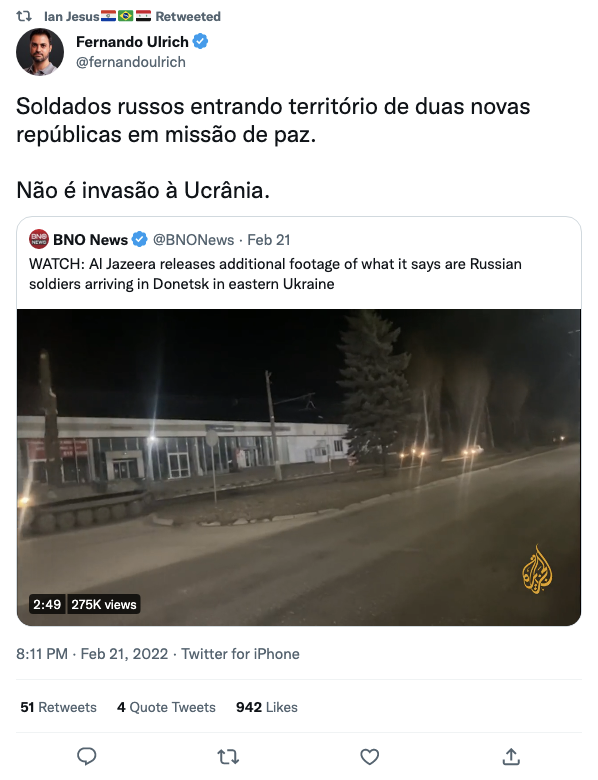 Ian Jesus🇵🇾🇧🇷🇸🇾 Retweeted
Fernando Ulrich
@fernandoulrich
Soldados russos entrando território de duas novas
repúblicas em missão de paz.
Não é invasão à Ucrânia.
BNO NEWS
BNO News @BNONews · Feb 21
WATCH: Al Jazeera releases additional footage of what it says are Russian
soldiers arriving in Donetsk in eastern Ukraine
الجزيرة
2:49 275K views
8:11 PM · Feb 21, 2022 · Twitter for iPhone
51 Retweets 4 Quote Tweets 942 Likes